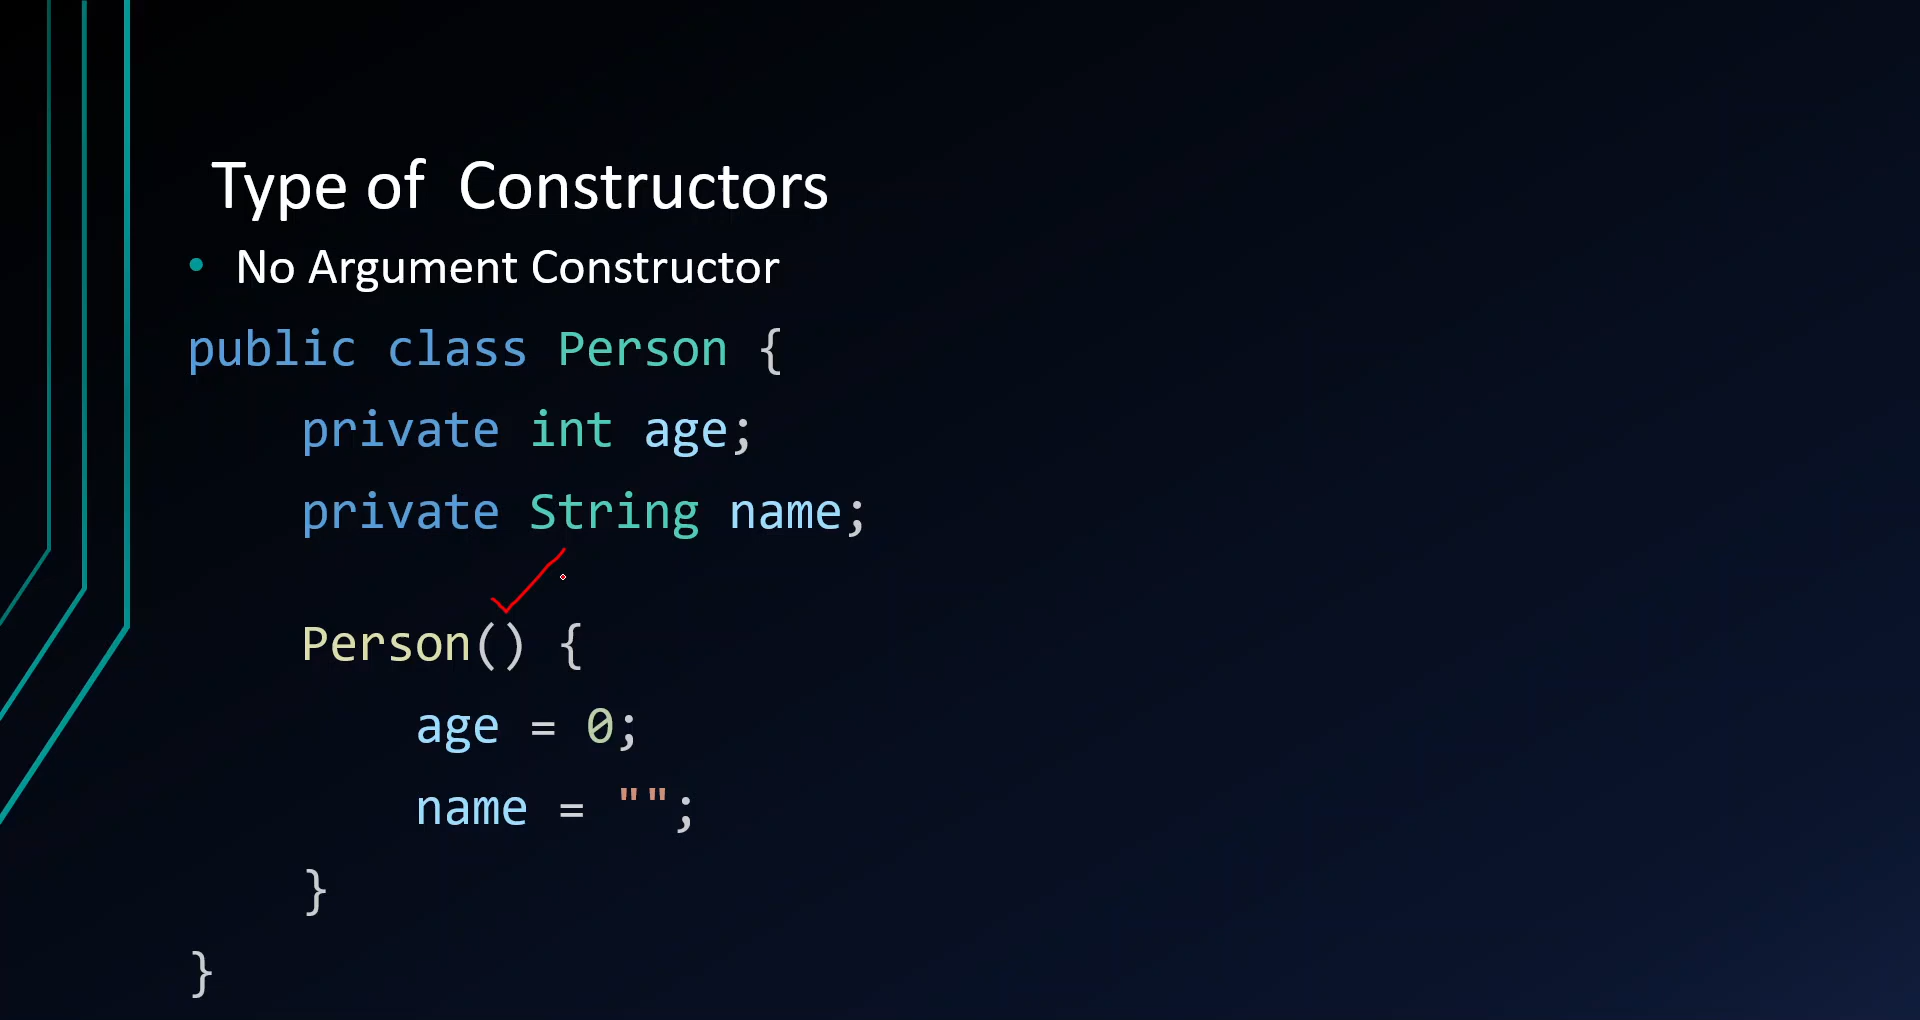 Type of  Constructors
• No Argument Constructor
public class Person {
    private int age;
    private String name;
    Person() {
        age = 0;
        name = "";
    }
}